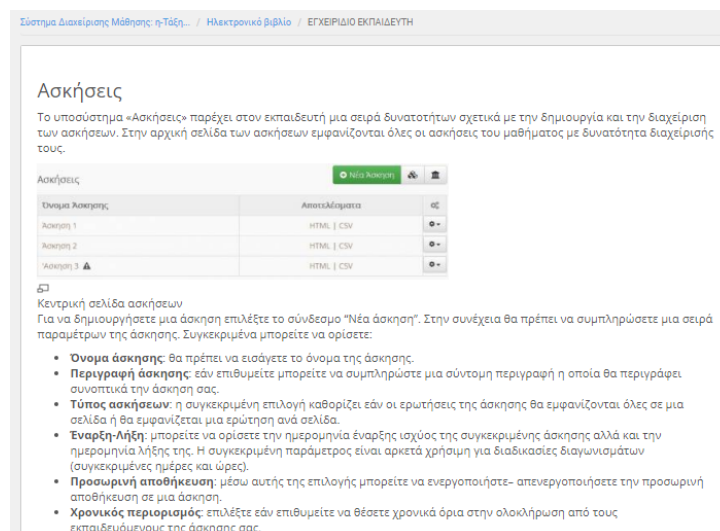 Σύστημα Διαχείρισης Μάθησης: η-Τάξη... / Ηλεκτρονικό βιβλίο / ΕΓΧΕΙΡΙΔΙΟ ΕΚΠΑΙΔΕΥΤΗ
Ασκήσεις
Το υποσύστημα «Ασκήσεις» παρέχει στον εκπαιδευτή μια σειρά δυνατοτήτων σχετικά με την δημιουργία και την διαχείριση
των ασκήσεων. Στην αρχική σελίδα των ασκήσεων εμφανίζονται όλες οι ασκήσεις του μαθήματος με δυνατότητα διαχείρισής
τους.
Ασκήσεις Νέα Άσκηση
Όνομα Άσκησης Αποτελέσματα
Άσκηση 1 HTML | CSV
Άσκηση 2 HTML | CSV
'Ασκηση 3 HTML | CSV
Κεντρική σελίδα ασκήσεων
Για να δημιουργήσετε μια άσκηση επιλέξτε το σύνδεσμο "Νέα άσκηση". Στην συνέχεια θα πρέπει να συμπληρώσετε μια σειρά
παραμέτρων της άσκησης. Συγκεκριμένα μπορείτε να ορίσετε:
• Όνομα άσκησης: θα πρέπει να εισάγετε το όνομα της άσκησης.
• Περιγραφή άσκησης: εάν επιθυμείτε μπορείτε να συμπληρώστε μια σύντομη περιγραφή η οποία θα περιγράφει
συνοπτικά την άσκηση σας.
• Τύπος ασκήσεων: η συγκεκριμένη επιλογή καθορίζει εάν οι ερωτήσεις της άσκησης θα εμφανίζονται όλες σε μια
σελίδα ή θα εμφανίζεται μια ερώτηση ανά σελίδα.
• Έναρξη-Λήξη: μπορείτε να ορίσετε την ημερομηνία έναρξης ισχύος της συγκεκριμένης άσκησης αλλά και την
ημερομηνία λήξης της. Η συγκεκριμένη παράμετρος είναι αρκετά χρήσιμη για διαδικασίες διαγωνισμάτων
(συγκεκριμένες ημέρες και ώρες).
• Προσωρινή αποθήκευση: μέσω αυτής της επιλογής μπορείτε να ενεργοποιήστε– απενεργοποιήσετε την προσωρινή
αποθήκευση σε μια άσκηση.
• Χρονικός περιορισμός: επιλέξτε εάν επιθυμείτε να θέσετε χρονικά όρια στην ολοκλήρωση από τους
εκπαιδευόμενους της άσκησης σας.